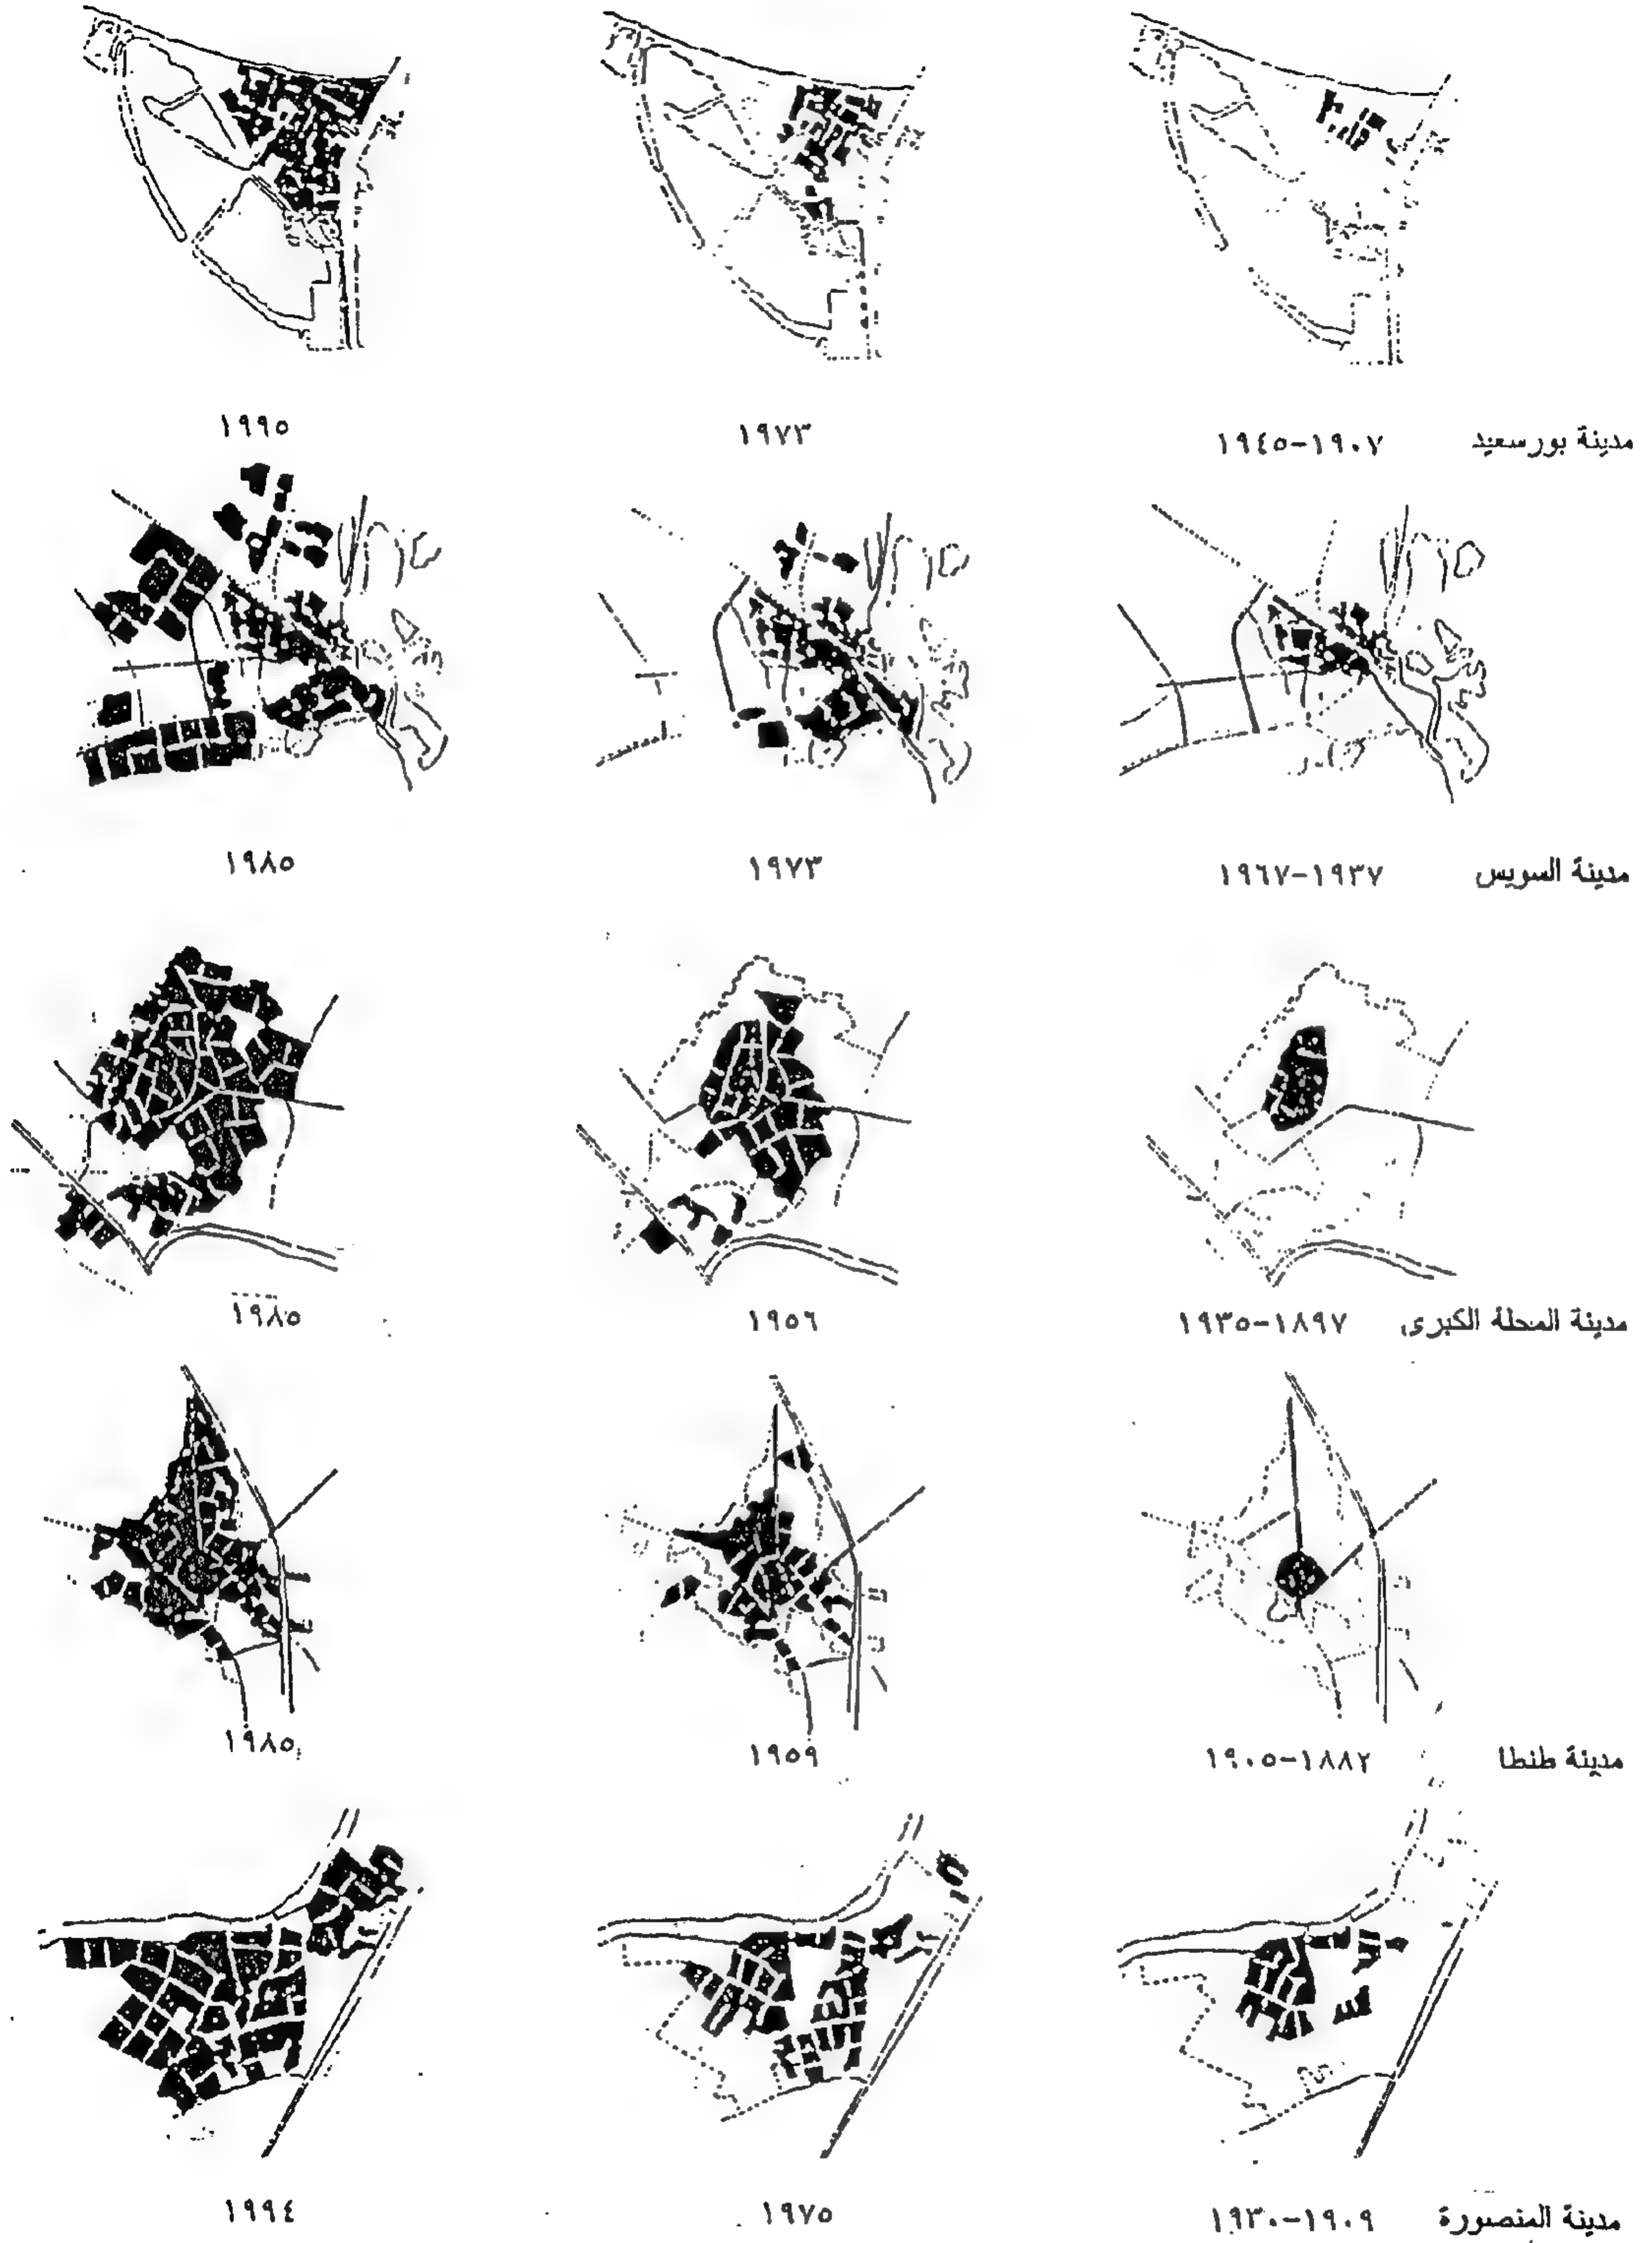 مدينة بورسعيد ١٩٠٧-١٩٤٥ ١٩٧٣ ١٩٩٥
مدينة السويس ١٩٣٧-١٩٦٧ ١٩٧٣ ١٩٨٥
مدينة المحلة الكبرى ١٨٩٧-١٩٣٥ ١٩٥٦ ١٩٨٥
مدينة طنطا ١٨٨٢-١٩٠٥ ١٩٥٩ ١٩٨٥
مدينة المنصورة ١٩٠٩-١٩٣٠ ١٩٧٥ ١٩٩٤